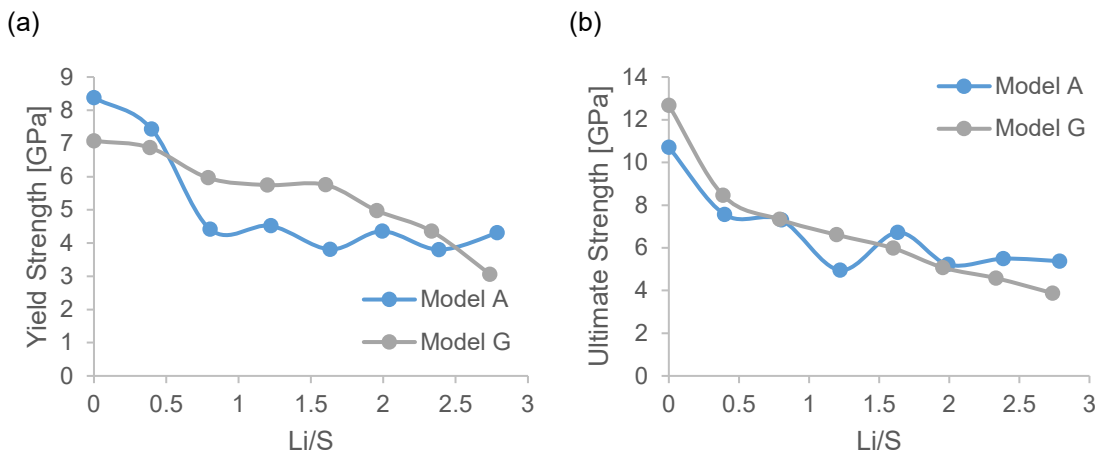 (a)
Yield Strength [GPa]
9
8
7
6
5
4
3
2
1
0
0 0.5 1 1.5 2 2.5 3
Li/S
Model A
Model G
(b)
Ultimate Strength [GPa]
14
12
10
8
6
4
2
0
0 0.5 1 1.5 2 2.5 3
Li/S
Model A
Model G